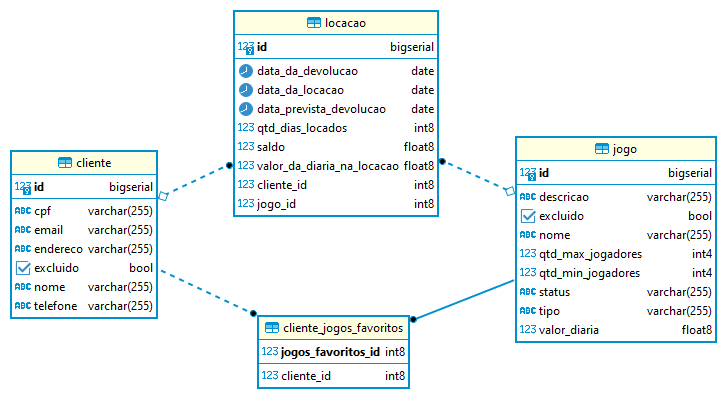 locacao
123 id bigserial
data_da_devolucao date
data_da_locacao date
data_prevista_devolucao date
123 qtd_dias_locados int8
123 saldo float8
123 valor_da_diaria_na_locacao float8
123 cliente_id int8
123 jogo_id int8
cliente
123 id bigserial
ABC cpf varchar(255)
ABC email varchar(255)
ABC endereco varchar(255)
excluido bool
ABC nome varchar(255)
ABC telefone varchar(255)
jogo
123 id bigserial
ABC descricao varchar(255)
excluido bool
ABC nome varchar(255)
123 qtd_max_jogadores int4
123 qtd_min_jogadores int4
ABC status varchar(255)
ABC tipo varchar(255)
123 valor_diaria float8
cliente_jogos_favoritos
123 jogos_favoritos_id int8
123 cliente_id int8